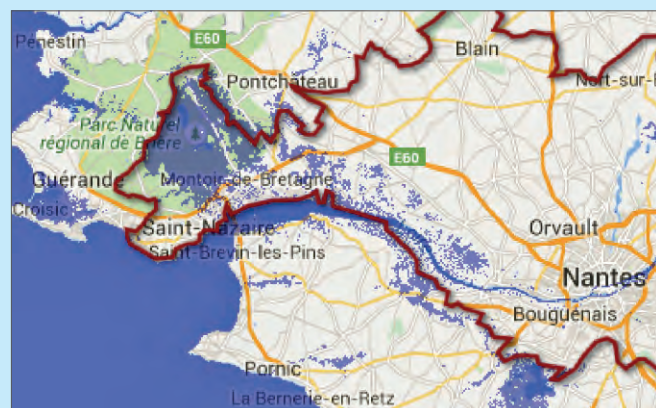 Pénestin
E60
Blain
Pontchâteau
Nort-sur-
Parc Naturel
régional de Brière
E60
Guérande
Montoir-de-Bretagne
Croisic
Saint-Nazaire
Orvault
Saint-Brevin-les-Pins
Nantes
Bouguenais
Pornic
La Bernerie-en-Retz